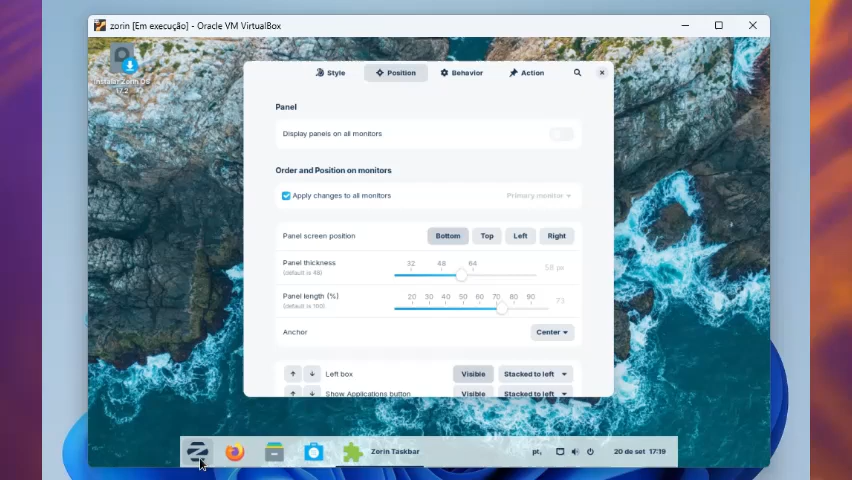 zorin [Em execução] - Oracle VM VirtualBox
Instalar Zorin OS
17.2
Style
Position
Behavior
Action
Panel
Display panels on all monitors
Order and Position on monitors
Apply changes to all monitors
Primary monitor
Panel screen position
Bottom
Top
Left
Right
Panel thickness
(default is 48)
32 48 64
58 px
Panel length (%)
(default is 100)
20 30 40 50 60 70 80 90
73
Anchor
Center
Left box
Visible
Stacked to left
Show Applications button
Visible
Stacked to left
Zorin Taskbar
pt₁
20 de set 17:19